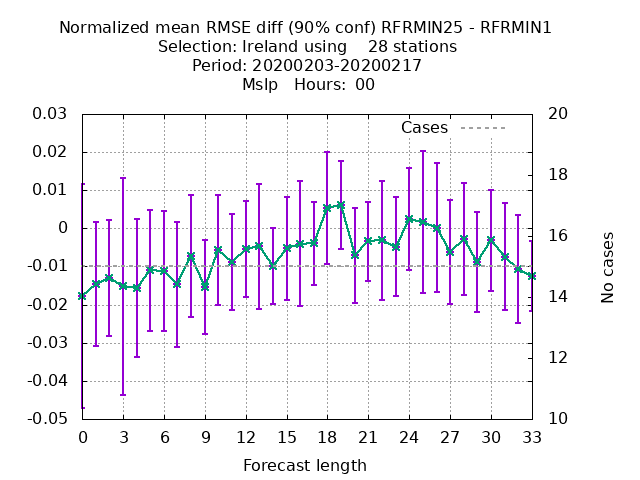 Normalized mean RMSE diff (90% conf) RFRMIN25 - RFRMIN1
Selection: Ireland using    28 stations
Period: 20200203-20200217
Mslp   Hours: 00
Cases
0.03
0.02
0.01
0
-0.01
-0.02
-0.03
-0.04
-0.05
20
18
16
14
12
10
No cases
0 3 6 9 12 15 18 21 24 27 30 33
Forecast length